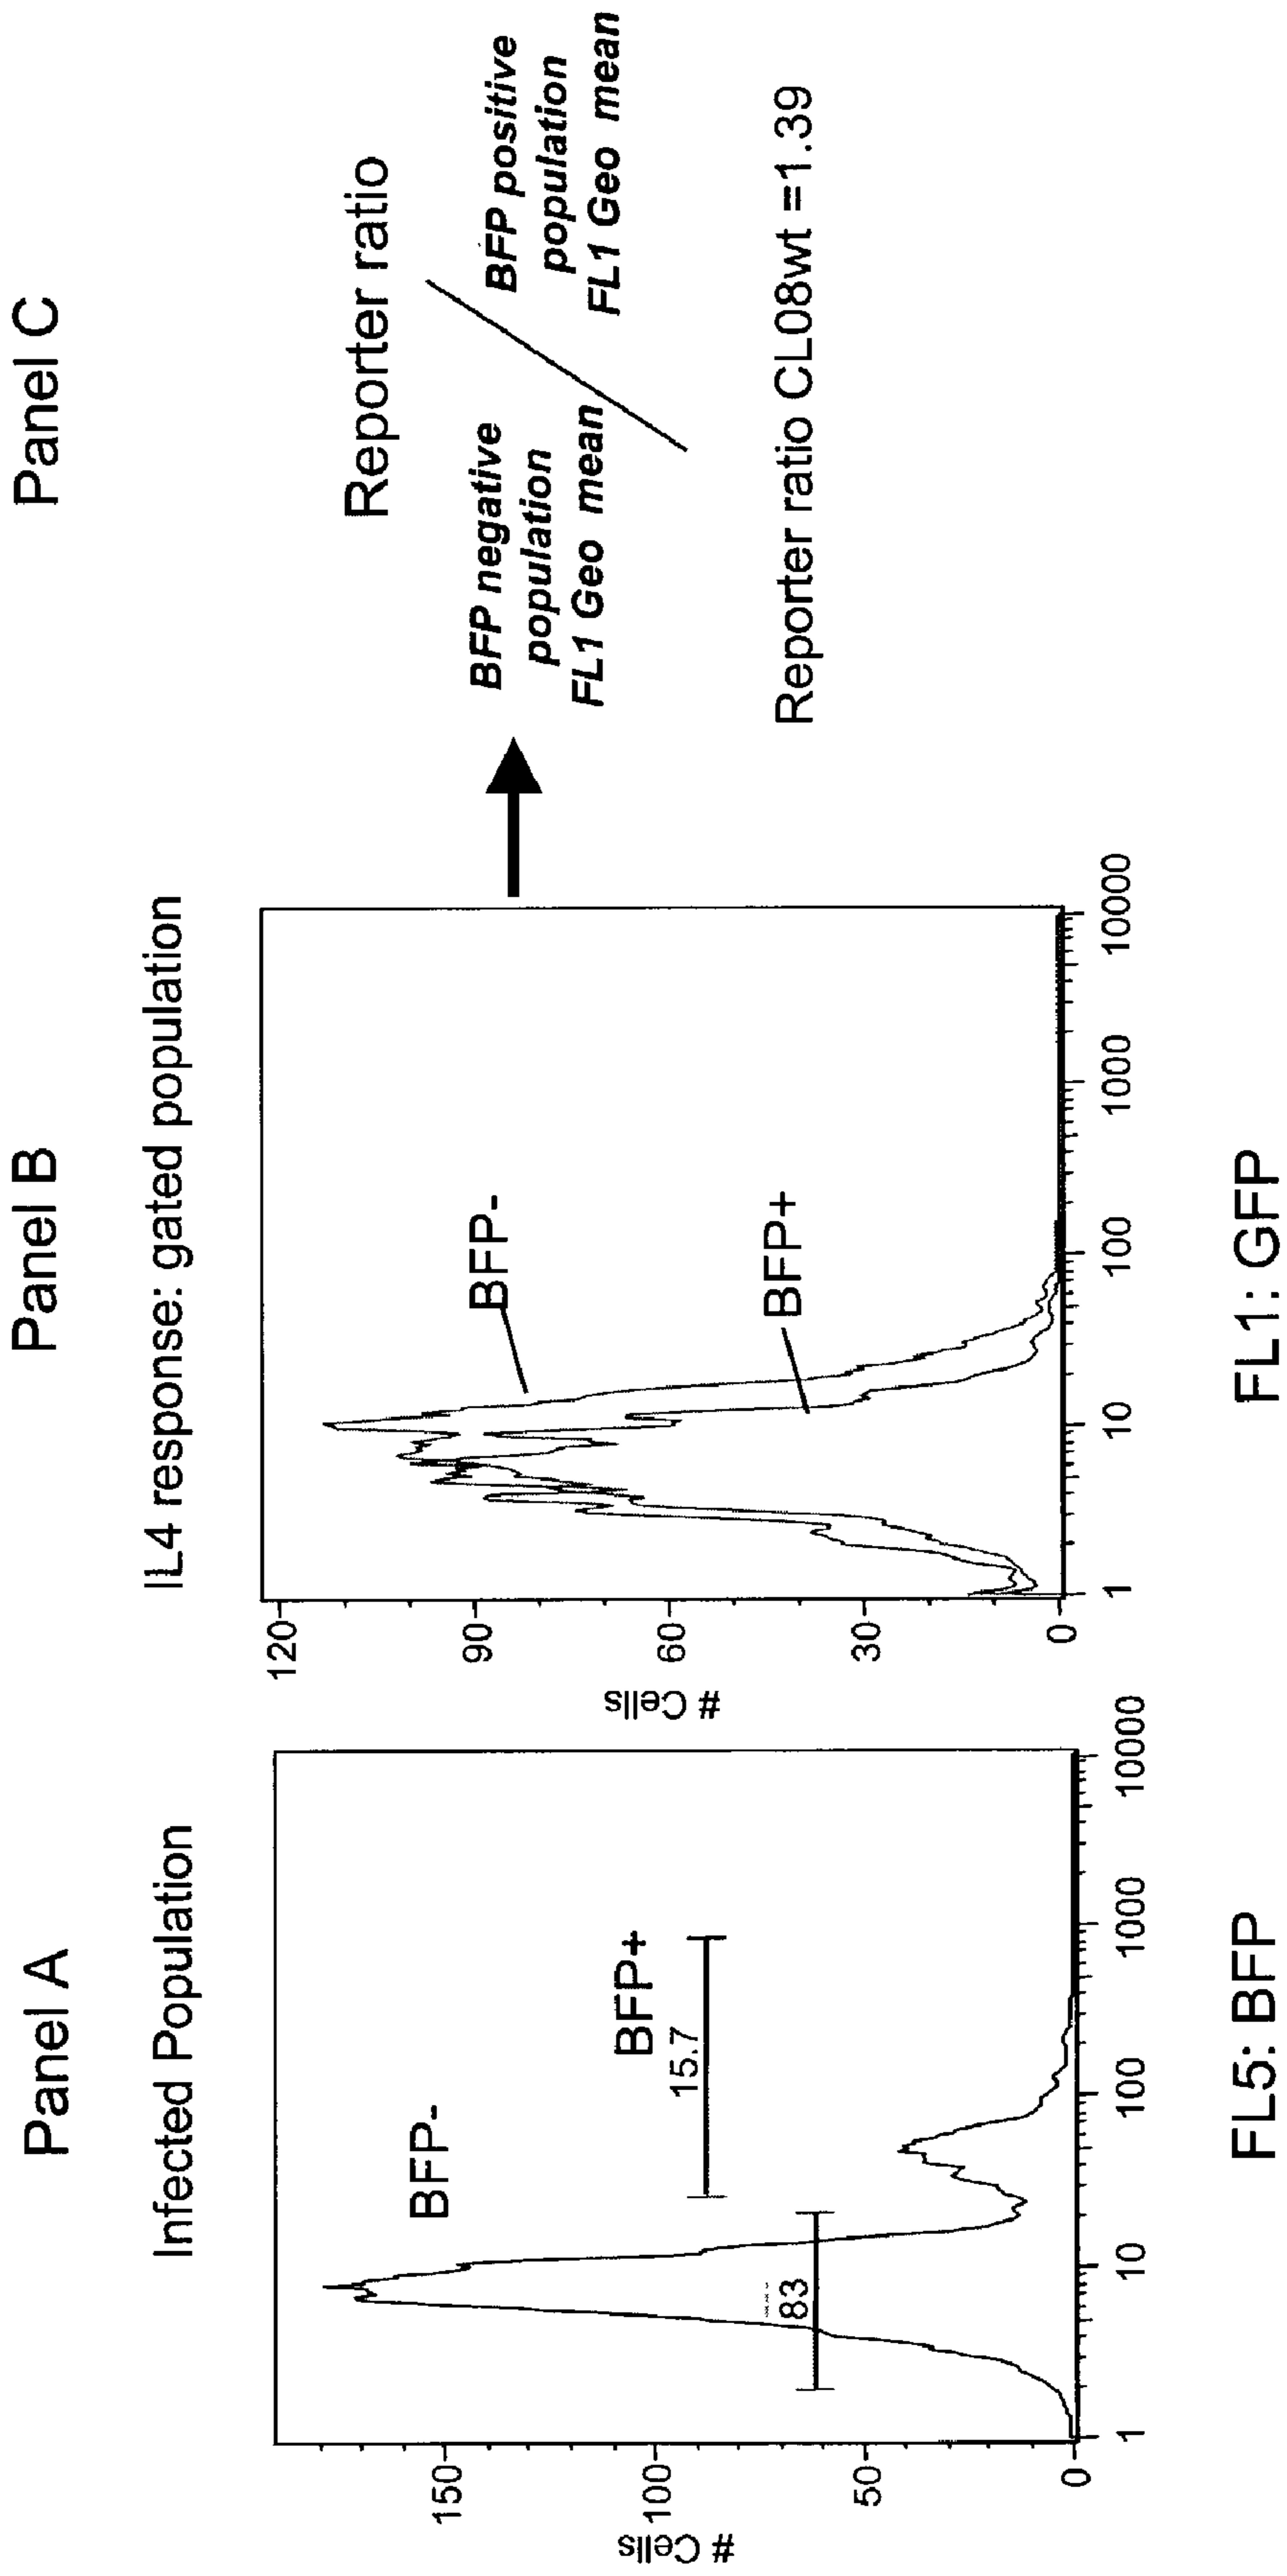 Panel A
Infected Population
BFP-
BFP+
15.7
83
# Cells
150
100
50
0
1
10
100
1000
10000
FL5: BFP
Panel B
IL4 response: gated population
BFP-
BFP+
# Cells
120
90
60
30
0
1
10
100
1000
10000
FL1: GFP
Panel C
Reporter ratio
BFP negative
population
FL1 Geo mean
BFP positive
population
FL1 Geo mean
Reporter ratio CL08wt =1.39